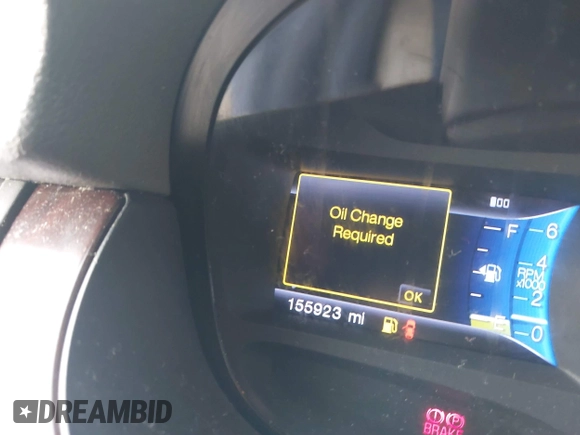 Oil Change
Required
OK
155923 mi
F
6
4
RPM
x1000
2
0
BRAKE
DREAMBID